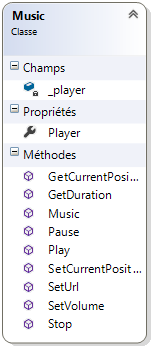 Music
Classe
Champs
_player
Propriétés
Player
Méthodes
GetCurrentPosi...
GetDuration
Music
Pause
Play
SetCurrentPosit...
SetUrl
SetVolume
Stop